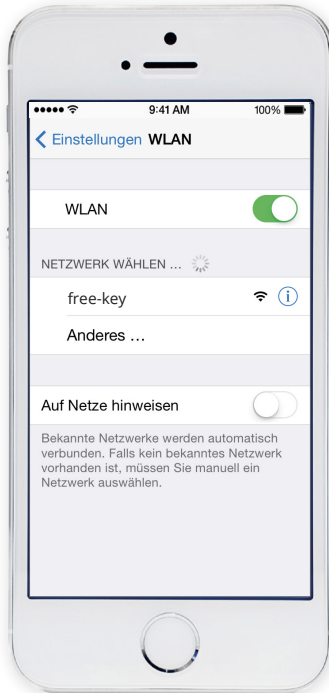 9:41 AM 100%
Einstellungen WLAN
WLAN
NETZWERK WÄHLEN ...
free-key
Anderes ...
Auf Netze hinweisen
Bekannte Netzwerke werden automatisch
verbunden. Falls kein bekanntes Netzwerk
vorhanden ist, müssen Sie manuell ein
Netzwerk auswählen.